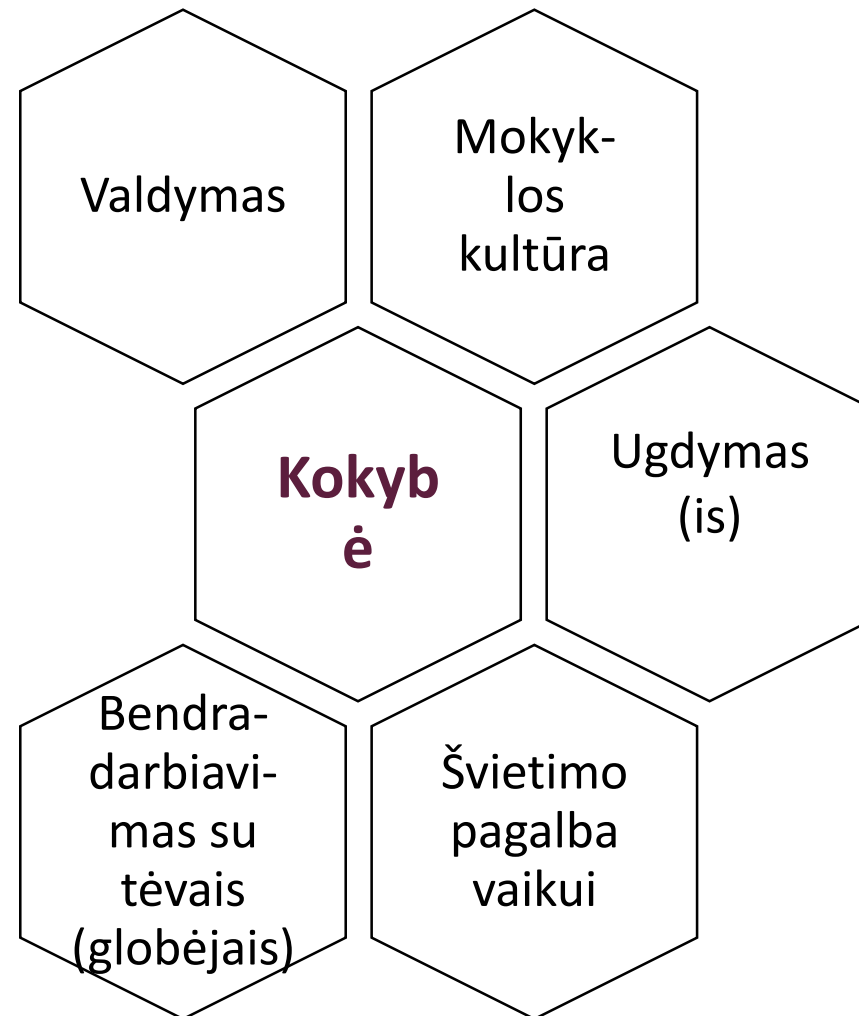 Valdymas
Mokyk-
los
kultūra
Kokyb
ė
Ugdymas
(is)
Bendra-
darbiavi-
mas su
tėvais
(globėjais)
Švietimo
pagalba
vaikui